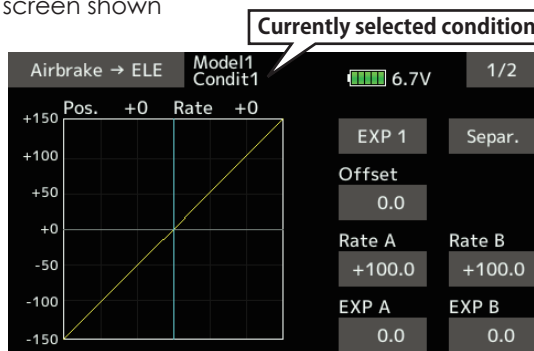 screen shown
Currently selected condition
Airbrake → ELE
Model1
Condit1
6.7V
1/2
Pos. +0 Rate +0
+150
+100
+50
+0
-50
-100
-150
EXP 1
Separ.
Offset
0.0
Rate A Rate B
+100.0 +100.0
EXP A EXP B
0.0 0.0